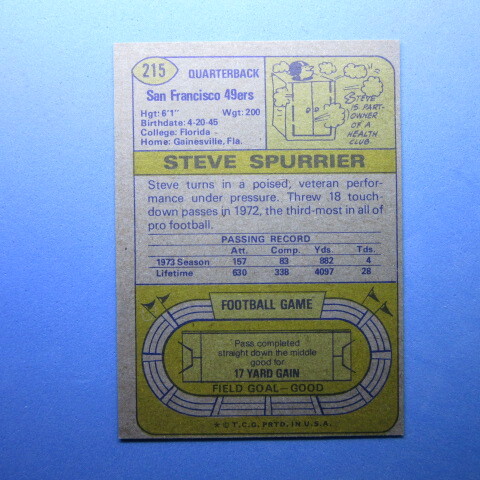 215
QUARTERBACK
San Francisco 49ers
Hgt: 6'1" Wgt: 200
Birthdate: 4-20-45
College: Florida
Home: Gainesville, Fla.
STEVE
IS PART-
OWNER
OF A
HEALTH
CLUB.
STEVE SPURRIER
Steve turns in a poised, veteran perfor-
mance under pressure. Threw 18 touch-
down passes in 1972, the third-most in all of
pro football.
PASSING RECORD
Att. Comp. Yds. Tds.
1973 Season 157 83 882 4
Lifetime 630 338 4097 28
FOOTBALL GAME
Pass completed
straight down the middle
good for
17 YARD GAIN
FIELD GOAL—GOOD
★ © T.C.G. PRTD. IN U.S.A.